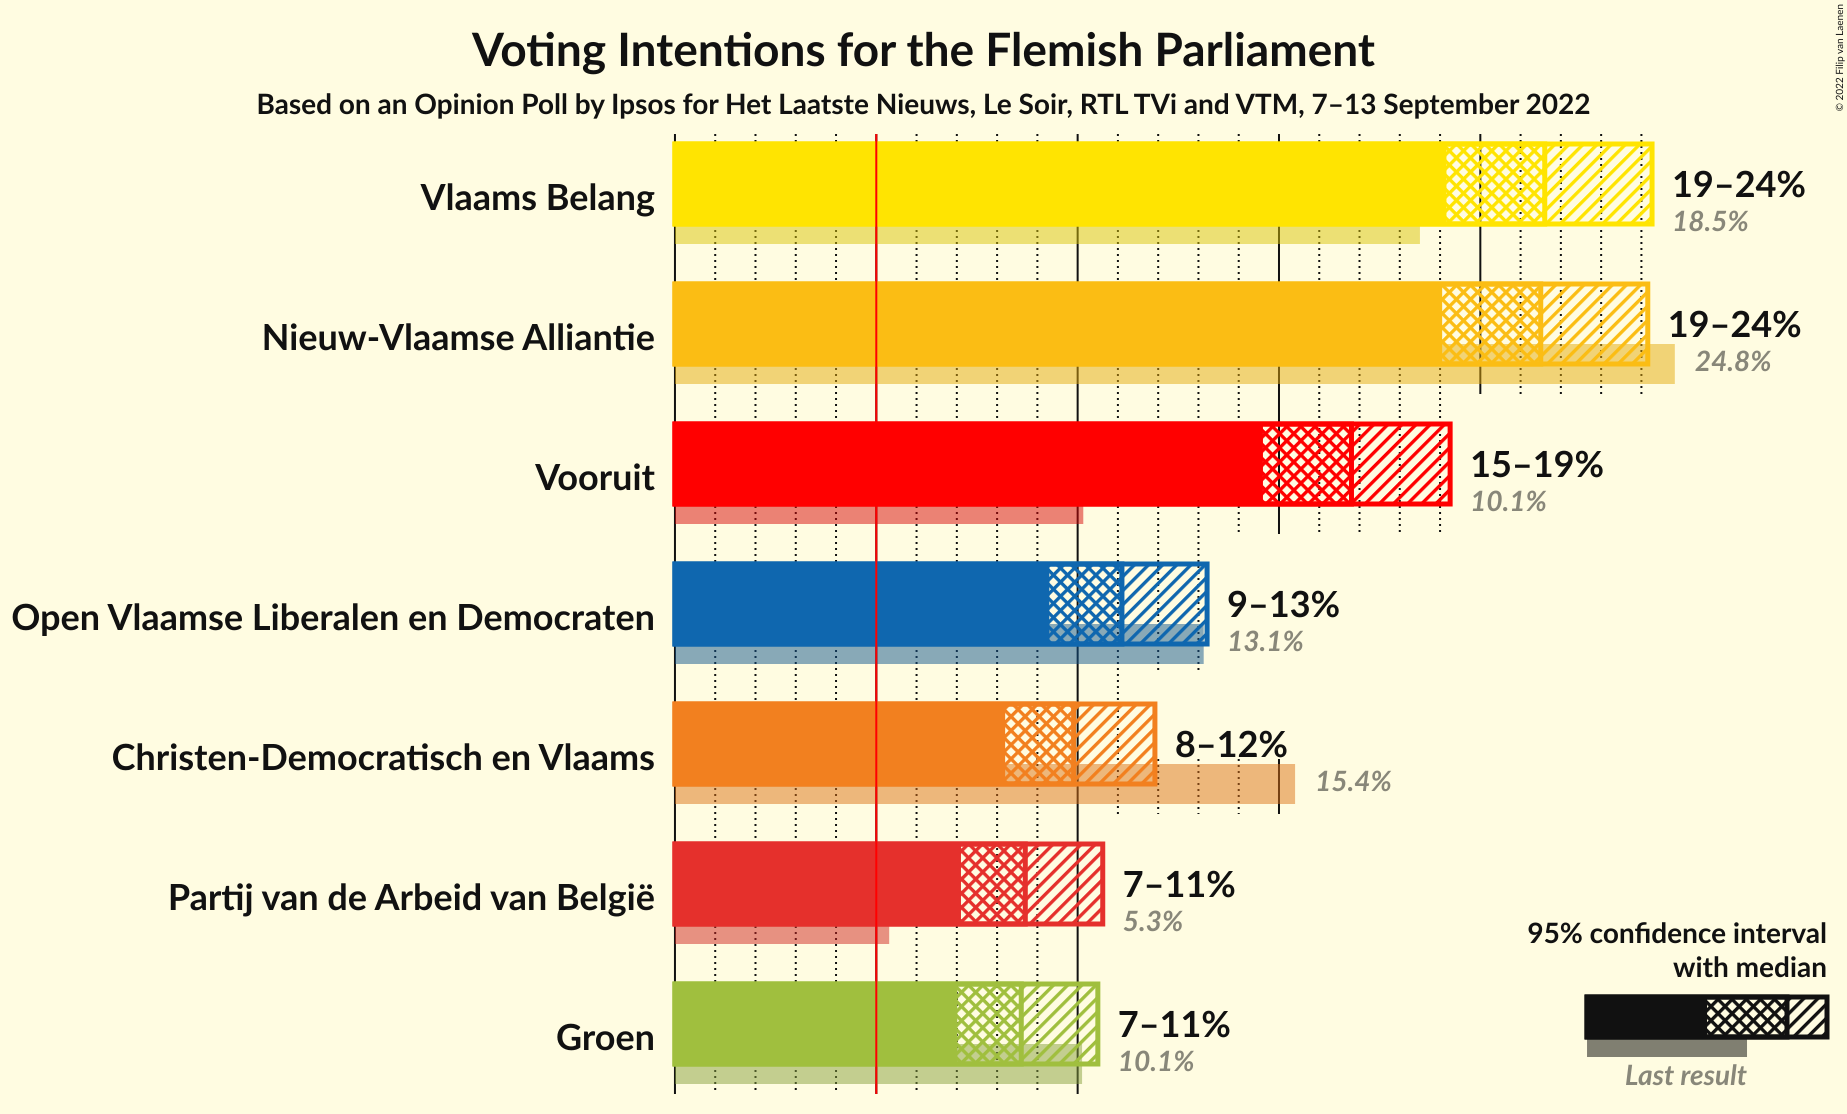 Voting Intentions for the Flemish Parliament
Based on an Opinion Poll by Ipsos for Het Laatste Nieuws, Le Soir, RTL TVi and VTM, 7–13 September 2022
© 2022 Filip van Laenen
Vlaams Belang
19–24%
18.5%
Nieuw-Vlaamse Alliantie
19–24%
24.8%
Vooruit
15–19%
10.1%
Open Vlaamse Liberalen en Democraten
9–13%
13.1%
Christen-Democratisch en Vlaams
8–12%
15.4%
Partij van de Arbeid van België
7–11%
5.3%
Groen
7–11%
10.1%
95% confidence interval
with median
Last result